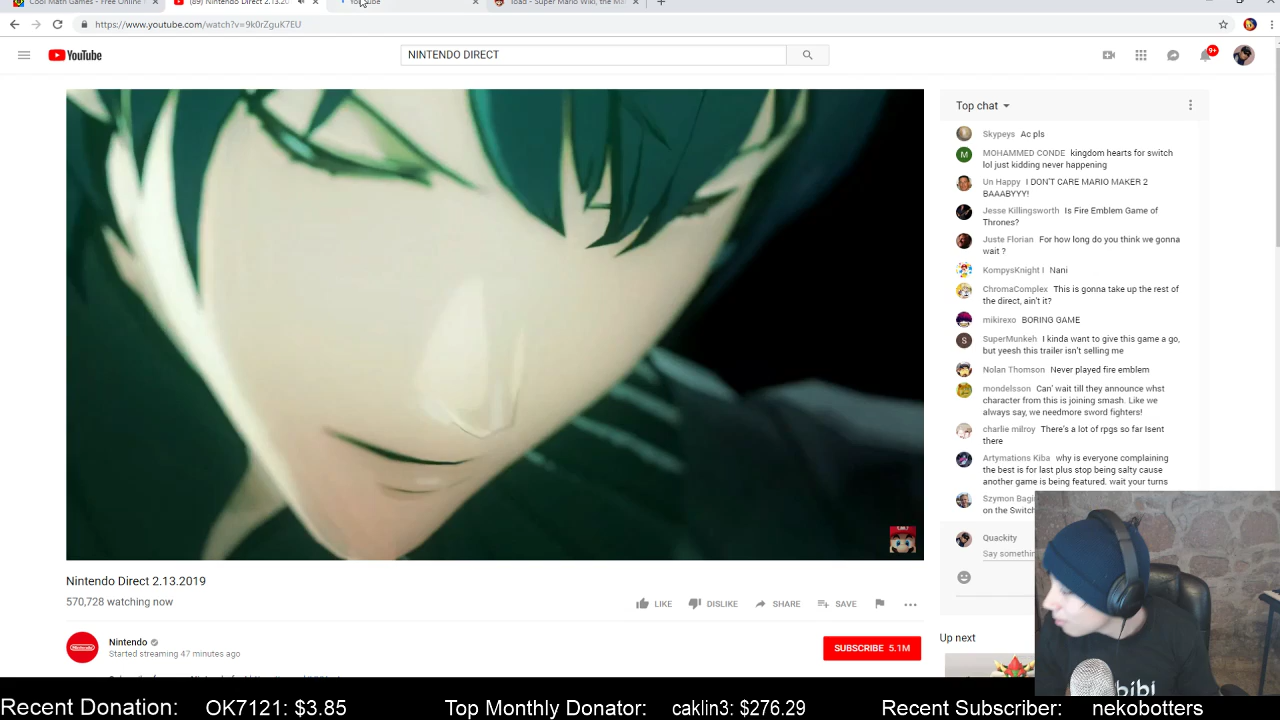 Cool Math Games - Free Online
(89) Nintendo Direct 2.13.20
YouTube
Toad - Super Mario Wiki, the Ma
https://www.youtube.com/watch?v=9k0rZguK7EU
YouTube
NINTENDO DIRECT
9+
Top chat
Skypeys Ac pls
MOHAMMED CONDE kingdom hearts for switch
lol just kidding never happening
Un Happy I DON'T CARE MARIO MAKER 2
BAAABYYY!
Jesse Killingsworth Is Fire Emblem Game of
Thrones?
Juste Florian For how long do you think we gonna
wait ?
KompysKnight I Nani
ChromaComplex This is gonna take up the rest of
the direct, ain't it?
mikirexo BORING GAME
SuperMunkeh I kinda want to give this game a go,
but yeesh this trailer isn't selling me
Nolan Thomson Never played fire emblem
mondelsson Can' wait till they announce whst
character from this is joining smash. Like we
always say, we needmore sword fighters!
charlie milroy There's a lot of rpgs so far Isent
there
Artymations Kiba why is everyone complaining
the best is for last plus stop being salty cause
another game is being featured. wait your turns
Szymon Bagi
on the Switch
Quackity
Say somethin
Nintendo Direct 2.13.2019
570,728 watching now
LIKE DISLIKE SHARE SAVE
Nintendo
Started streaming 47 minutes ago
SUBSCRIBE 5.1M
Up next
bibi
Recent Donation: OK7121: $3.85 Top Monthly Donator: caklin3: $276.29 Recent Subscriber: nekobotters